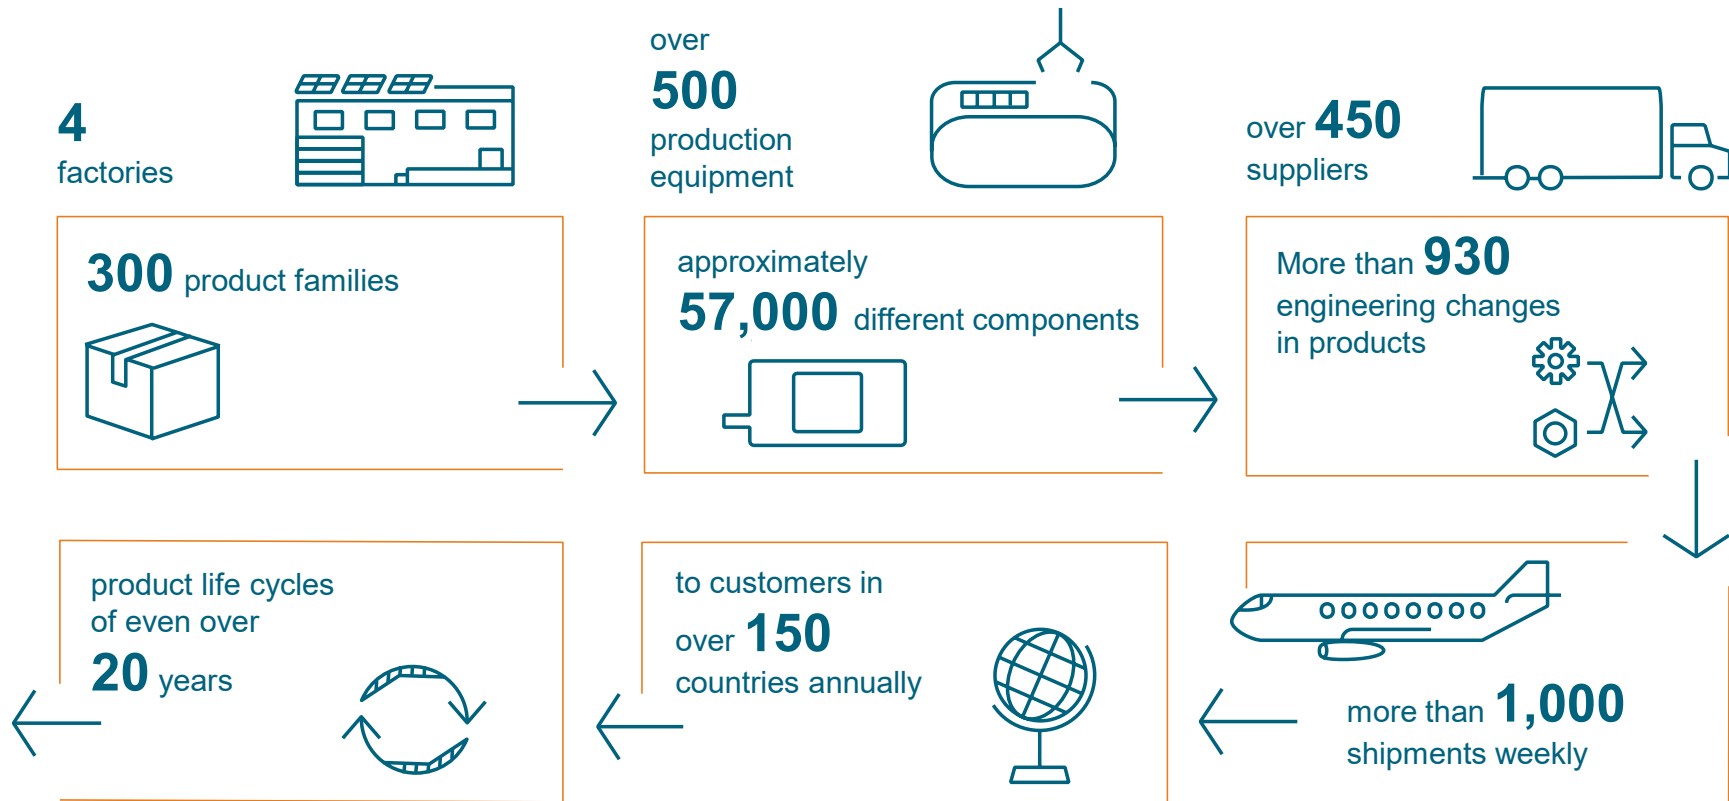 4
factories
over
500
production
equipment
over 450
suppliers
300 product families
approximately
57,000 different components
More than 930
engineering changes
in products
more than 1,000
shipments weekly
to customers in
over 150
countries annually
product life cycles
of even over
20 years